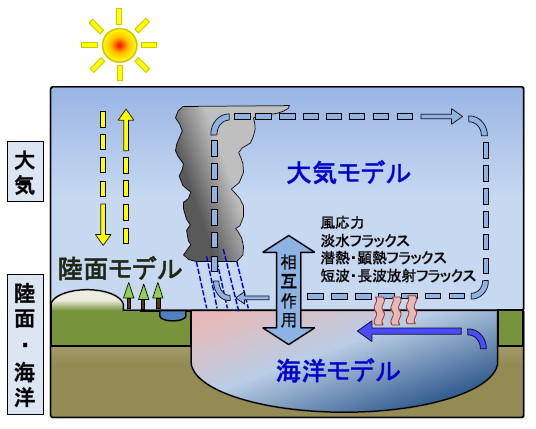 大気
大気モデル
風応力
淡水フラックス
潜熱・顕熱フラックス
短波・長波放射フラックス
相互作用
陸面モデル
陸面・海洋
海洋モデル